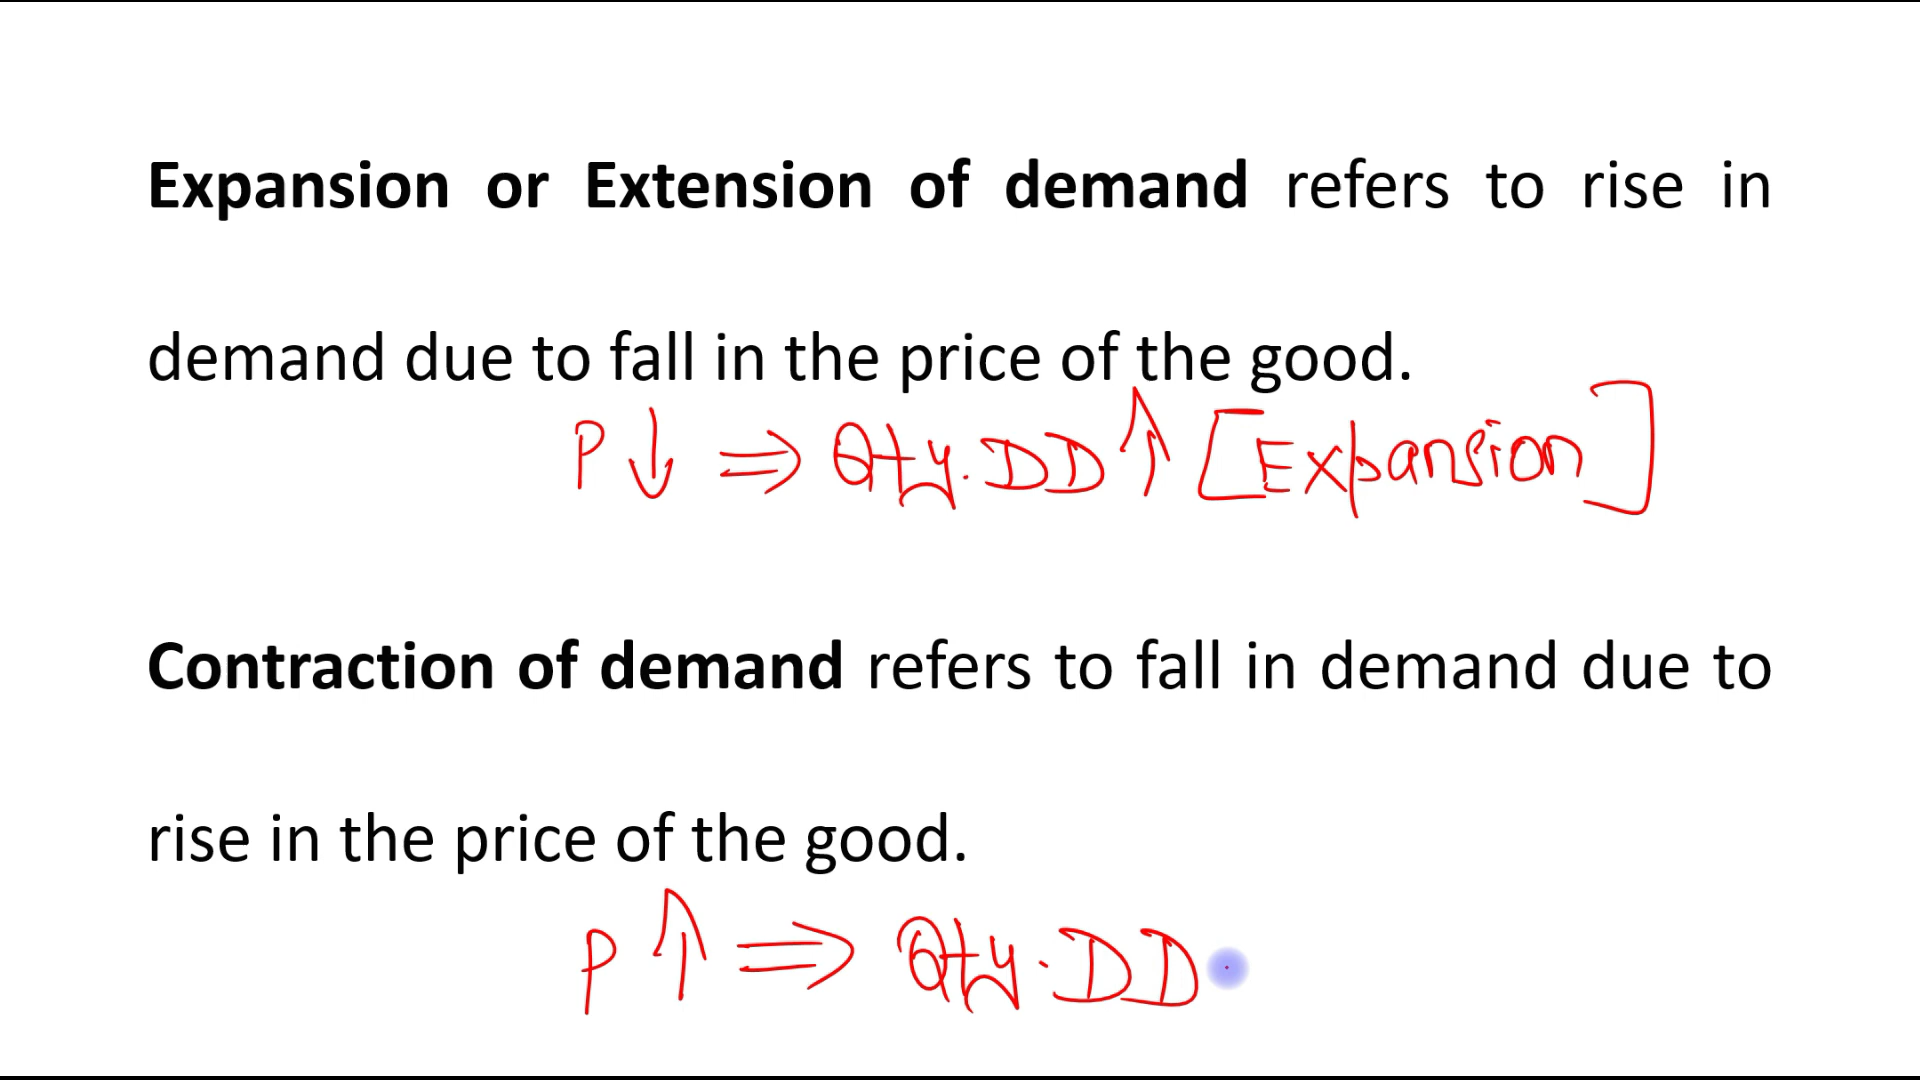 Expansion or Extension of demand refers to rise in
demand due to fall in the price of the good.
P ↓ ⇒ Qty. DD ↑ [Expansion]
Contraction of demand refers to fall in demand due to
rise in the price of the good.
P ↑ ⇒ Qty. DD